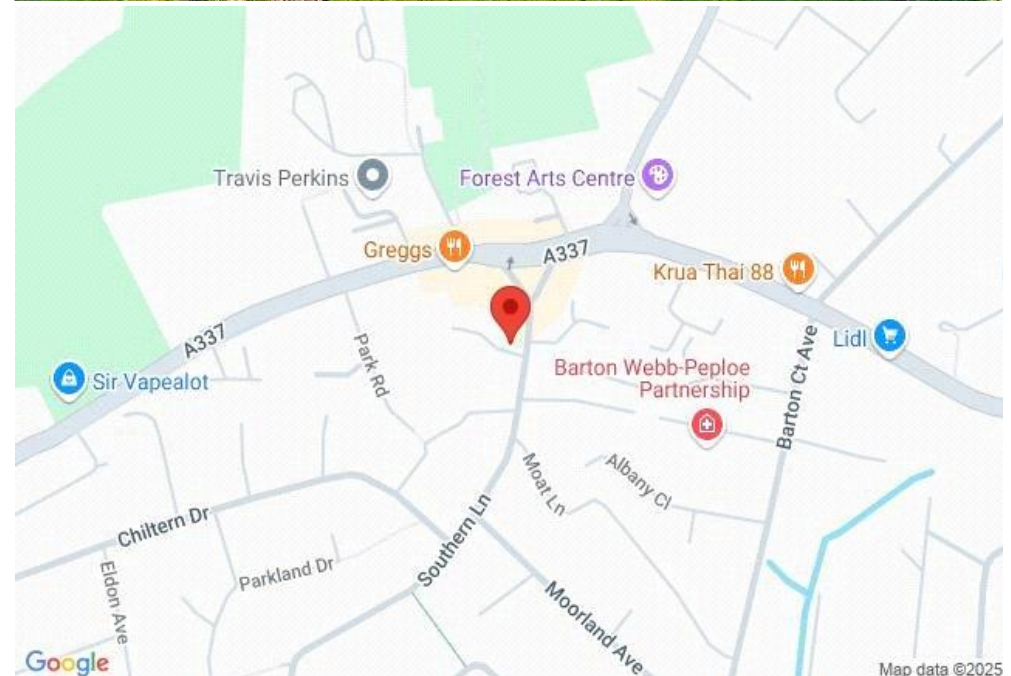 Travis Perkins
Forest Arts Centre
Greggs
A337
Krua Thai 88
A337
Lidl
Park Rd
Sir Vapealot
Barton Webb-Peploe
Partnership
Barton Ct Ave
Moat Ln
Albany Cl
Chiltern Dr
Southern Ln
Eldon Ave
Parkland Dr
Moorland Ave
Google
Map data ©2025